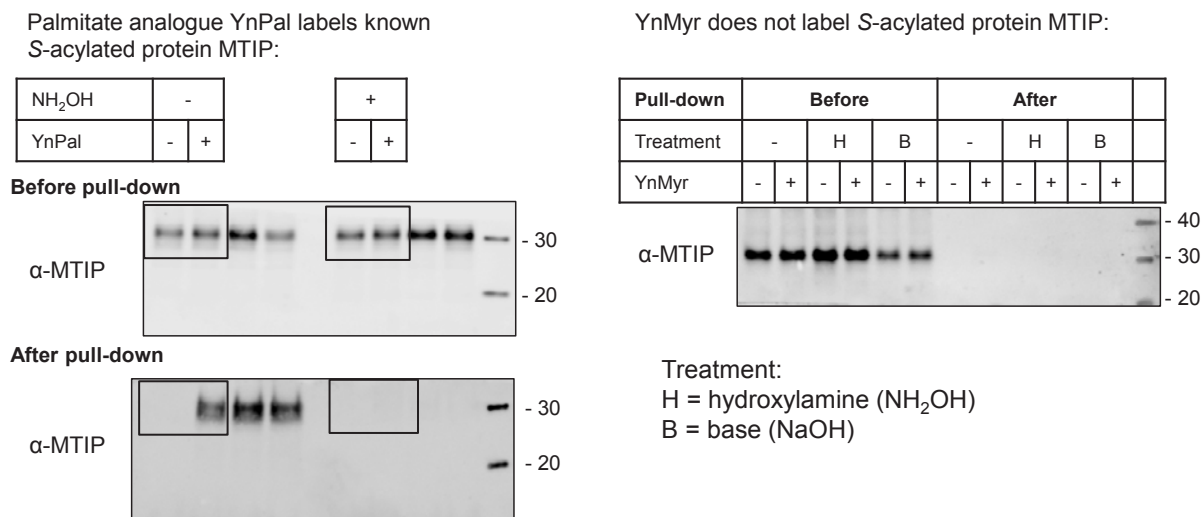 Palmitate analogue YnPal labels known
S-acylated protein MTIP:
NH₂OH - +
YnPal - + - +
Before pull-down
α-MTIP
- 30
- 20
After pull-down
α-MTIP
- 30
- 20
YnMyr does not label S-acylated protein MTIP:
Pull-down Before After
Treatment - H B - H B
YnMyr - + - + - + - + - + - +
α-MTIP
- 40
- 30
- 20
Treatment:
H = hydroxylamine (NH₂OH)
B = base (NaOH)